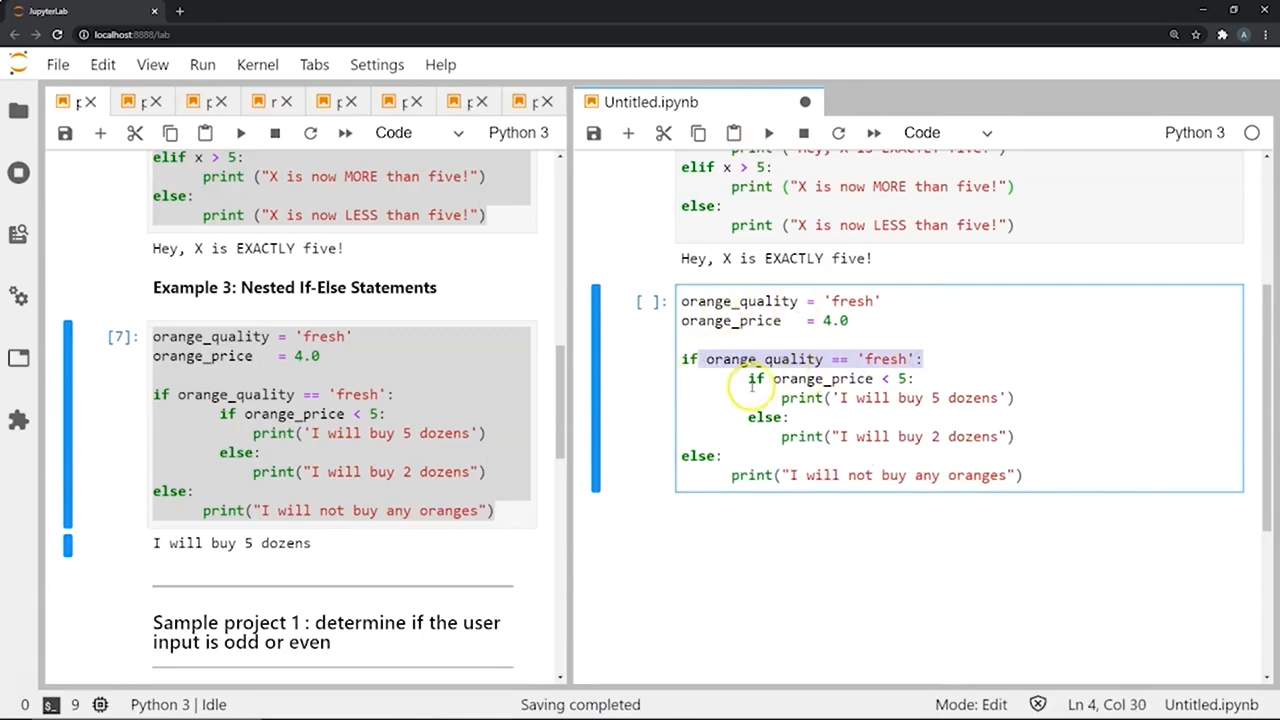 JupyterLab
localhost:8888/lab
File Edit View Run Kernel Tabs Settings Help
Untitled.ipynb
Code Python 3
Code Python 3
elif x > 5:
print ("X is now MORE than five!")
else:
print ("X is now LESS than five!")
Hey, X is EXACTLY five!
Example 3: Nested If-Else Statements
[7]:
orange_quality = 'fresh'
orange_price   = 4.0
if orange_quality == 'fresh':
if orange_price < 5:
print('I will buy 5 dozens')
else:
print("I will buy 2 dozens")
else:
print("I will not buy any oranges")
I will buy 5 dozens
Sample project 1 : determine if the user
input is odd or even
print ("Hey, X is EXACTLY five!")
elif x > 5:
print ("X is now MORE than five!")
else:
print ("X is now LESS than five!")
Hey, X is EXACTLY five!
[ ]:
orange_quality = 'fresh'
orange_price   = 4.0
if orange_quality == 'fresh':
if orange_price < 5:
print('I will buy 5 dozens')
else:
print("I will buy 2 dozens")
else:
print("I will not buy any oranges")
0 9 Python 3 | Idle Saving completed Mode: Edit Ln 4, Col 30 Untitled.ipynb